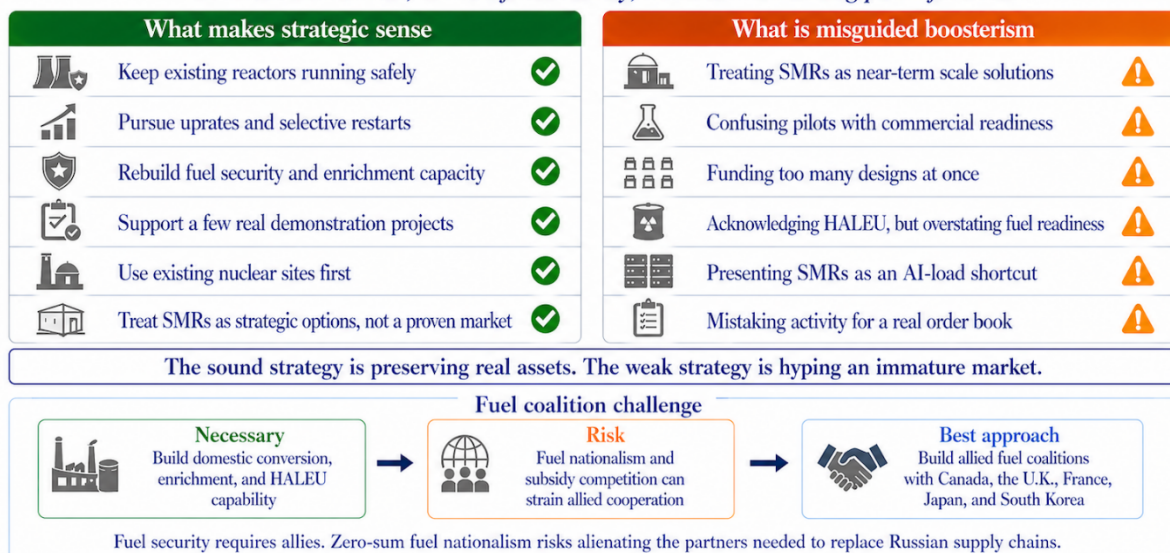 What makes strategic sense
Keep existing reactors running safely
Pursue uprates and selective restarts
Rebuild fuel security and enrichment capacity
Support a few real demonstration projects
Use existing nuclear sites first
Treat SMRs as strategic options, not a proven market
What is misguided boosterism
Treating SMRs as near-term scale solutions
Confusing pilots with commercial readiness
Funding too many designs at once
Acknowledging HALEU, but overstating fuel readiness
Presenting SMRs as an AI-load shortcut
Mistaking activity for a real order book
The sound strategy is preserving real assets. The weak strategy is hyping an immature market.
Fuel coalition challenge
Necessary
Build domestic conversion,
enrichment, and HALEU
capability
Risk
Fuel nationalism and
subsidy competition can
strain allied cooperation
Best approach
Build allied fuel coalitions
with Canada, the U.K., France,
Japan, and South Korea
Fuel security requires allies. Zero-sum fuel nationalism risks alienating the partners needed to replace Russian supply chains.